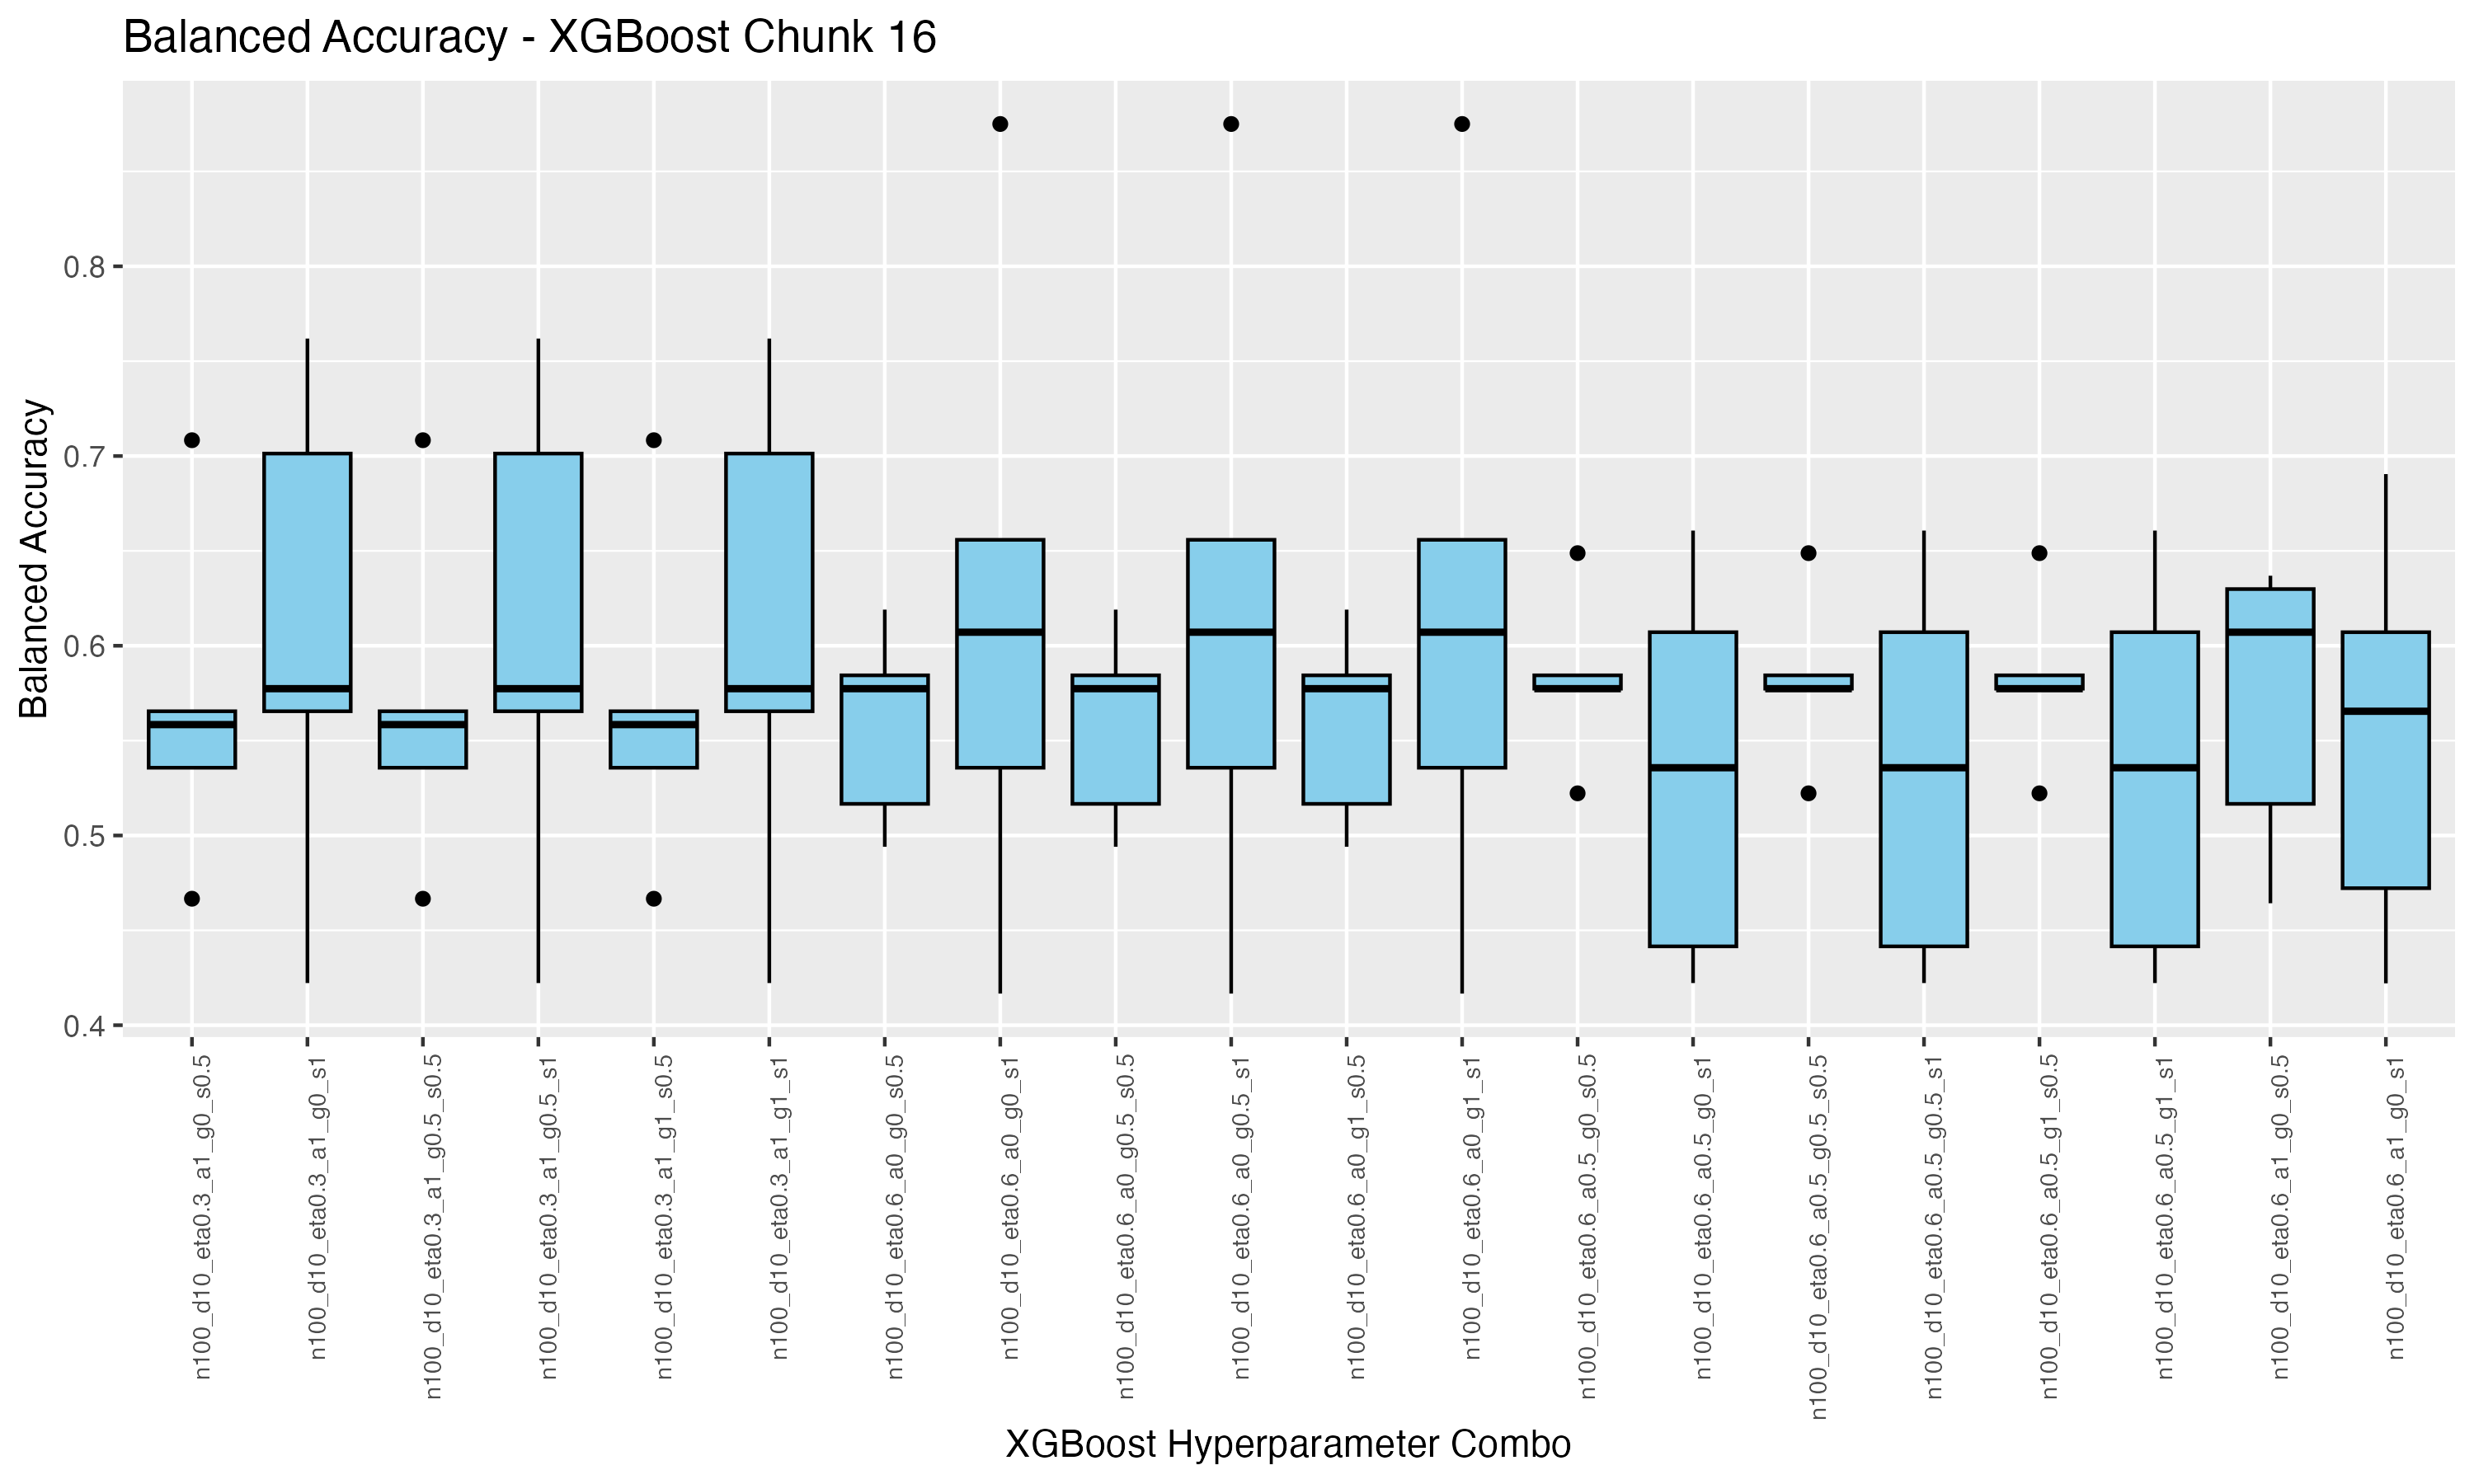 Balanced Accuracy - XGBoost Chunk 16
Balanced Accuracy
0.8
0.7
0.6
0.5
0.4
n100_d10_eta0.3_a1_g0_s0.5
n100_d10_eta0.3_a1_g0_s1
n100_d10_eta0.3_a1_g0.5_s0.5
n100_d10_eta0.3_a1_g0.5_s1
n100_d10_eta0.3_a1_g1_s0.5
n100_d10_eta0.3_a1_g1_s1
n100_d10_eta0.6_a0_g0_s0.5
n100_d10_eta0.6_a0_g0_s1
n100_d10_eta0.6_a0_g0.5_s0.5
n100_d10_eta0.6_a0_g0.5_s1
n100_d10_eta0.6_a0_g1_s0.5
n100_d10_eta0.6_a0_g1_s1
n100_d10_eta0.6_a0.5_g0_s0.5
n100_d10_eta0.6_a0.5_g0_s1
n100_d10_eta0.6_a0.5_g0.5_s0.5
n100_d10_eta0.6_a0.5_g0.5_s1
n100_d10_eta0.6_a0.5_g1_s0.5
n100_d10_eta0.6_a0.5_g1_s1
n100_d10_eta0.6_a1_g0_s0.5
n100_d10_eta0.6_a1_g0_s1
XGBoost Hyperparameter Combo